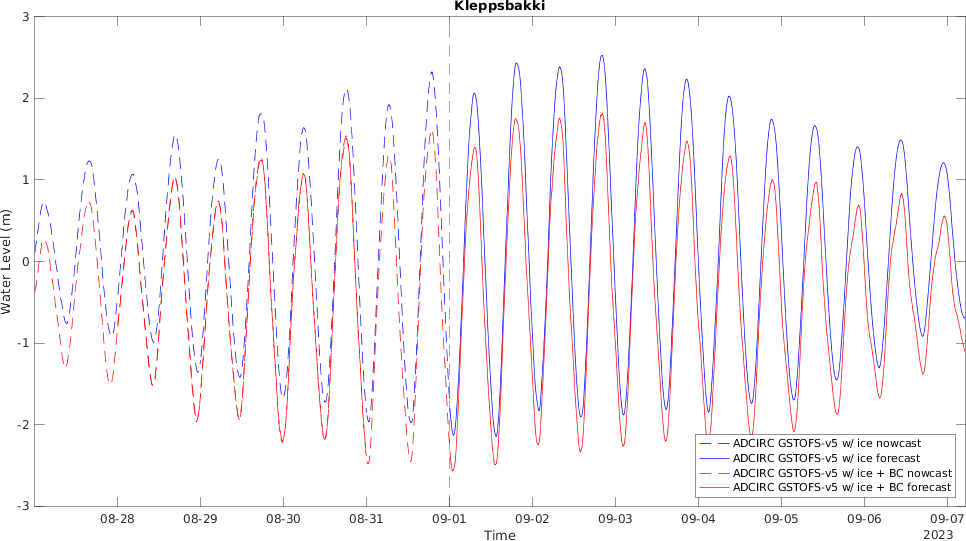 Kleppsbakki
3
2
1
0
-1
-2
-3
Water Level (m)
08-28
08-29
08-30
08-31
09-01
09-02
09-03
09-04
09-05
09-06
09-07
Time
2023
ADCIRC GSTOFS-v5 w/ ice nowcast
ADCIRC GSTOFS-v5 w/ ice forecast
ADCIRC GSTOFS-v5 w/ ice + BC nowcast
ADCIRC GSTOFS-v5 w/ ice + BC forecast